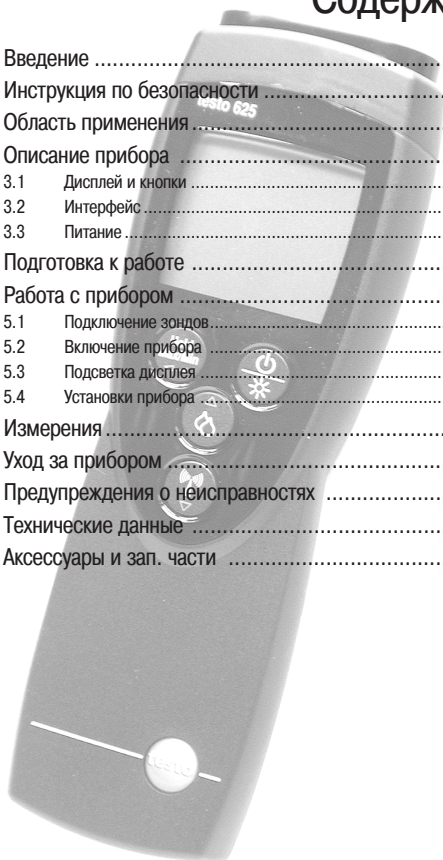 Содерж
Введение ........................................................
Инструкция по безопасности ........................................
Область применения ........................................
Описание прибора ........................................
3.1 Дисплей и кнопки ........................................
3.2 Интерфейс ........................................
3.3 Питание ........................................
Подготовка к работе ........................................
Работа с прибором ........................................
5.1 Подключение зондов ........................................
5.2 Включение прибора ........................................
5.3 Подсветка дисплея ........................................
5.4 Установки прибора ........................................
Измерения ........................................
Уход за прибором ........................................
Предупреждения о неисправностях ........................
Технические данные ........................................
Аксессуары и зап. части ........................................
testo 625
testo